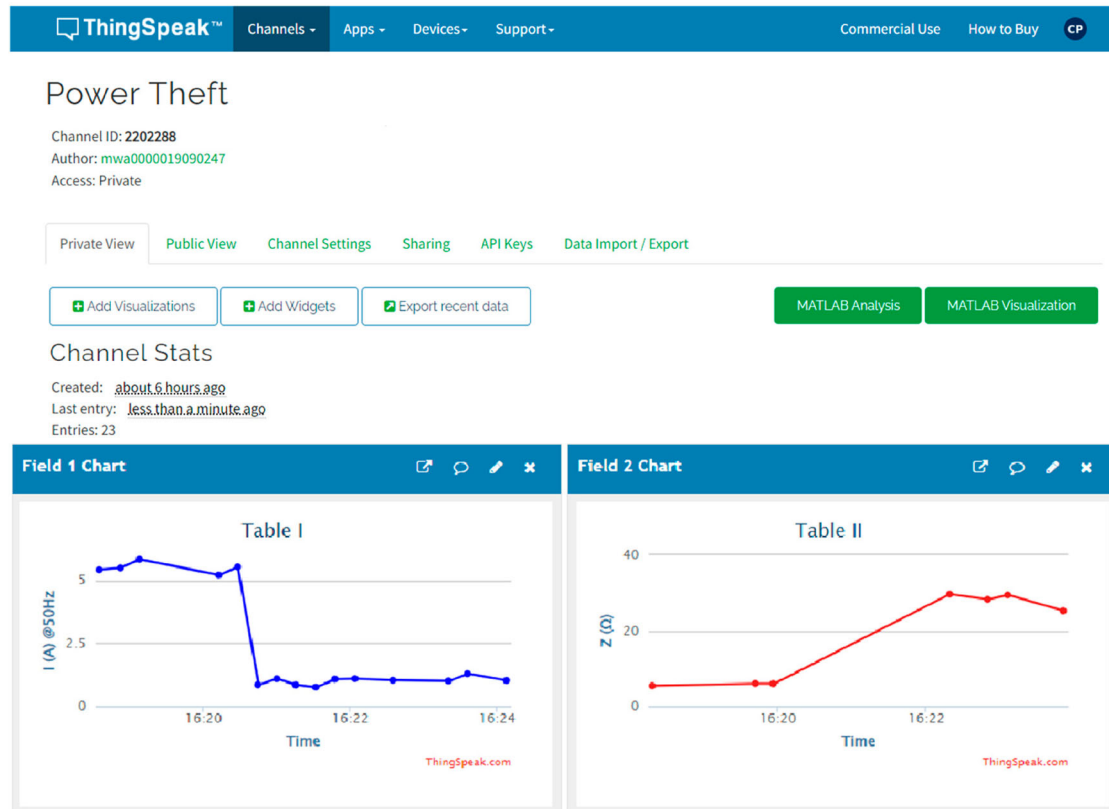 ThingSpeak™ Channels Apps Devices Support Commercial Use How to Buy CP
Power Theft
Channel ID: 2202288
Author: mwa0000019090247
Access: Private
Private View Public View Channel Settings Sharing API Keys Data Import / Export
Add Visualizations Add Widgets Export recent data MATLAB Analysis MATLAB Visualization
Channel Stats
Created: about 6 hours ago
Last entry: less than a minute ago
Entries: 23
Field 1 Chart
Table I
I (A) @50Hz
5
2.5
0
16:20 16:22 16:24
Time
ThingSpeak.com
Field 2 Chart
Table II
Z (Ω)
40
20
0
16:20 16:22
Time
ThingSpeak.com